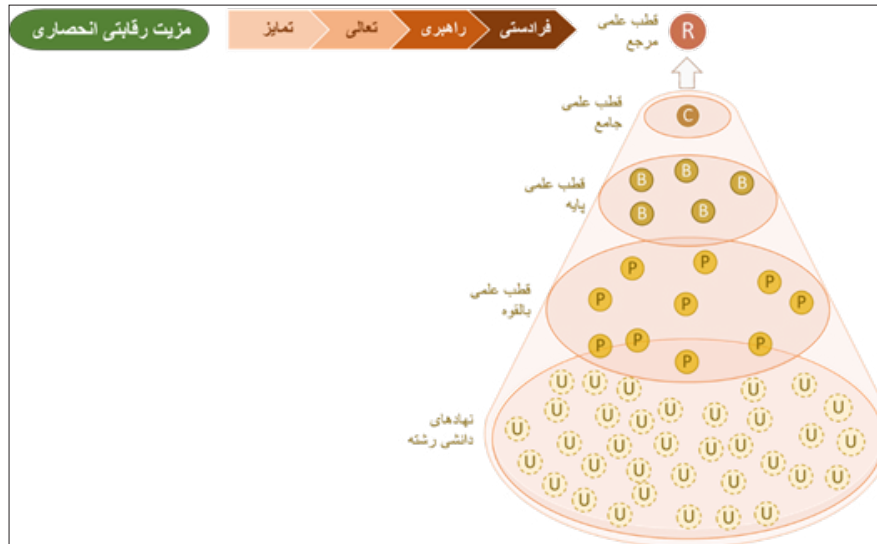 مزیت رقابتی انحصاری
تمایز
تعالی
راهبری
فرادستی
قطب علمی
مرجع
R
قطب علمی
جامع
C
قطب علمی
پایه
B B B
B B
قطب علمی
بالقوه
P P
P P P P
P P P P
نهادهای
دانشی رشته
U U U U U
U U U U U U U
U U U U U U U U
U U U U U U U U
U U U U
U U U U